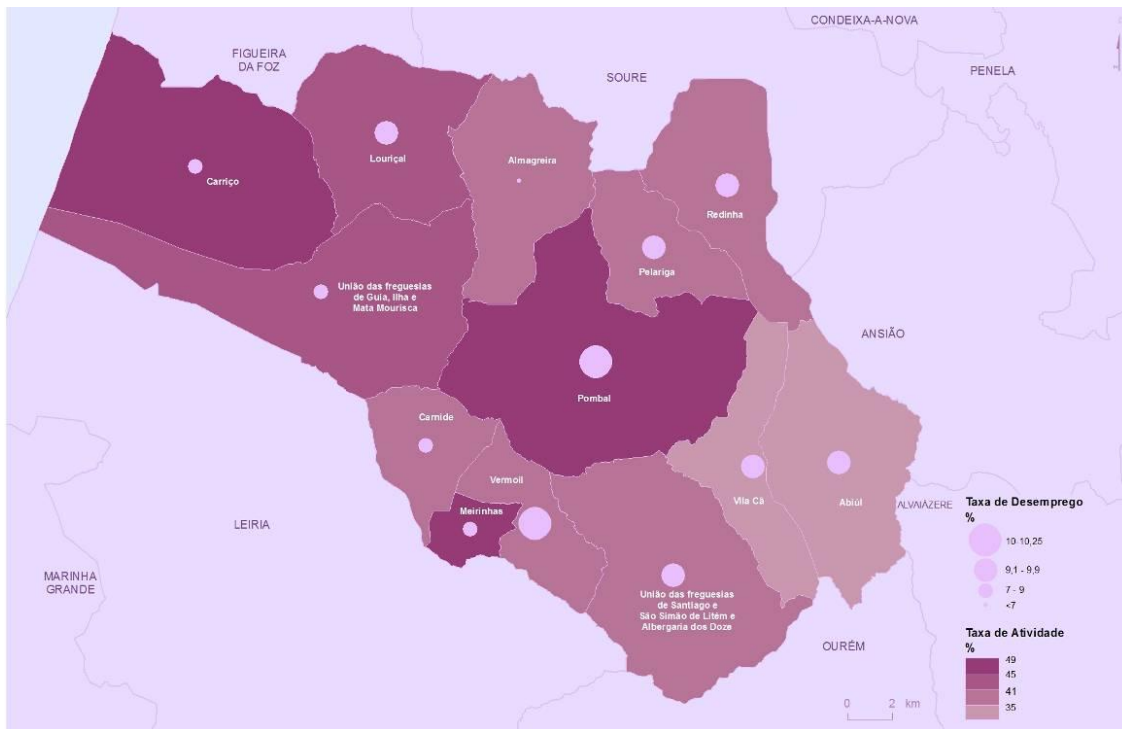 CONDEIXA-A-NOVA
FIGUEIRA
DA FOZ
PENELA
SOURE
Louriçal
Almagreira
Carriço
Redinha
Pelariga
União das freguesias
de Guia, Ilha e
Mata Mourisca
ANSIÃO
Pombal
Carnide
Vermoil
Vila Cã
Abiúl
ALVAIÁZERE
Meirinhas
LEIRIA
MARINHA
GRANDE
União das freguesias
de Santiago e
São Simão de Litém e
Albergaria dos Doze
OURÉM
0 2 km
Taxa de Desemprego
%
10-10,25
9,1 - 9,9
7 - 9
<7
Taxa de Atividade
%
49
45
41
35